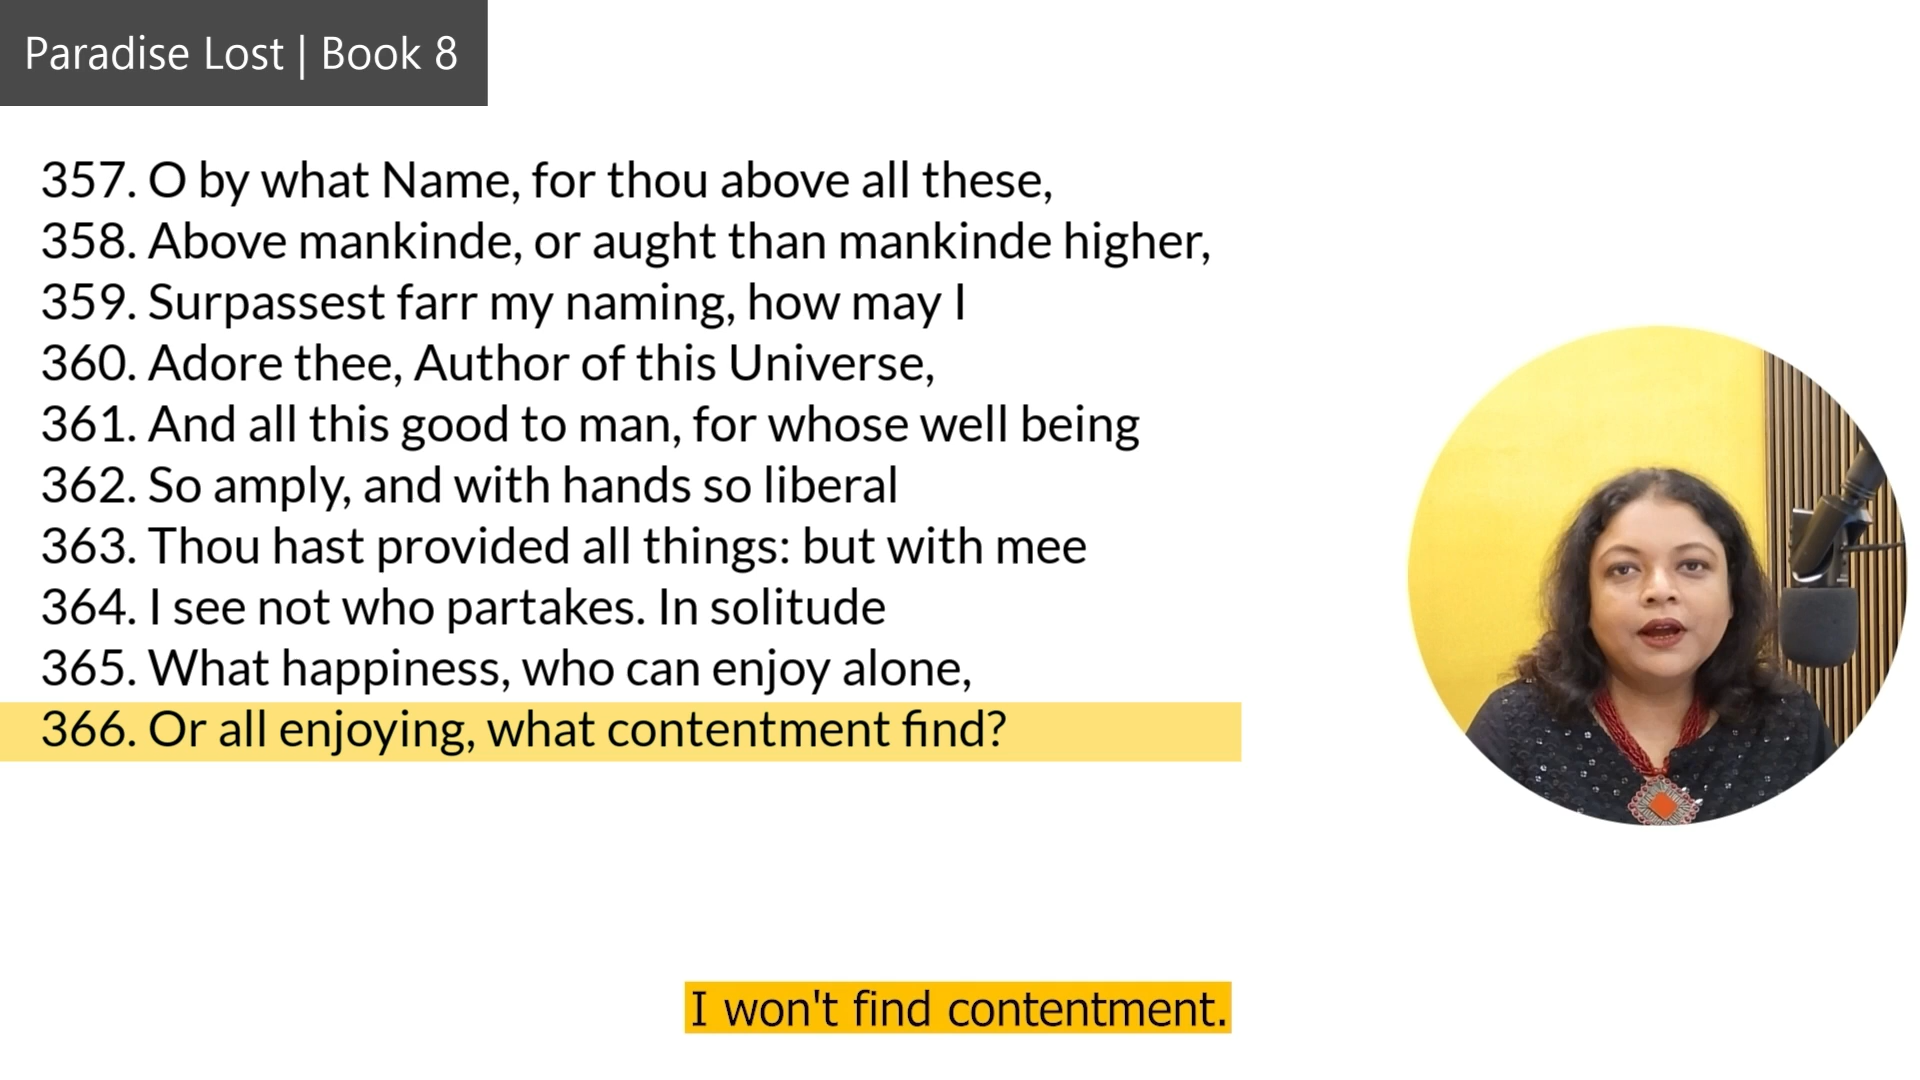 Paradise Lost | Book 8
357. O by what Name, for thou above all these,
358. Above mankinde, or aught than mankinde higher,
359. Surpassest farr my naming, how may I
360. Adore thee, Author of this Universe,
361. And all this good to man, for whose well being
362. So amply, and with hands so liberal
363. Thou hast provided all things: but with mee
364. I see not who partakes. In solitude
365. What happiness, who can enjoy alone,
366. Or all enjoying, what contentment find?
I won't find contentment.